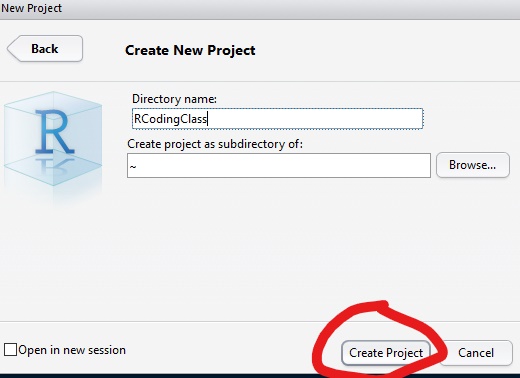 New Project
Back
Create New Project
R
Directory name:
RCodingClass
Create project as subdirectory of:
~
Browse...
Open in new session
Create Project
Cancel